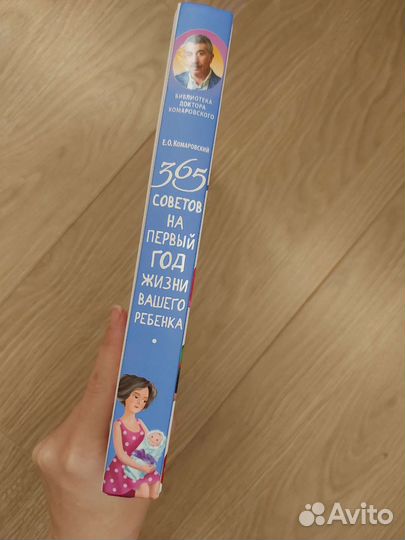 БИБЛИОТЕКА
ДОКТОРА
КОМАРОВСКОГО
Е.О. КОМАРОВСКИЙ
365
СОВЕТОВ
НА
ПЕРВЫЙ
ГОД
ЖИЗНИ
ВАШЕГО
РЕБЕНКА
Avito